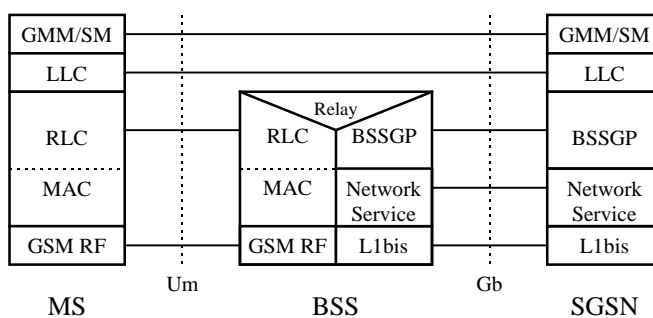 GMM/SM
GMM/SM
LLC
LLC
Relay
RLC
RLC
BSSGP
BSSGP
MAC
MAC
Network
Service
Network
Service
GSM RF
GSM RF
L1bis
L1bis
Um
Gb
MS
BSS
SGSN